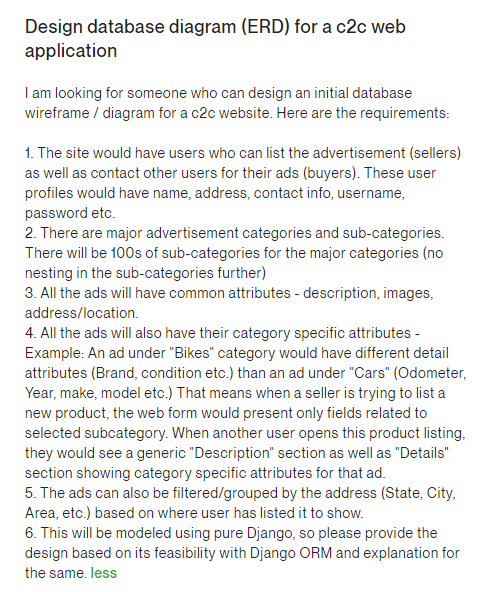 Design database diagram (ERD) for a c2c web
application
I am looking for someone who can design an initial database
wireframe / diagram for a c2c website. Here are the requirements:
1. The site would have users who can list the advertisement (sellers)
as well as contact other users for their ads (buyers). These user
profiles would have name, address, contact info, username,
password etc.
2. There are major advertisement categories and sub-categories.
There will be 100s of sub-categories for the major categories (no
nesting in the sub-categories further)
3. All the ads will have common attributes - description, images,
address/location.
4. All the ads will also have their category specific attributes -
Example: An ad under "Bikes" category would have different detail
attributes (Brand, condition etc.) than an ad under "Cars" (Odometer,
Year, make, model etc.) That means when a seller is trying to list a
new product, the web form would present only fields related to
selected subcategory. When another user opens this product listing,
they would see a generic "Description" section as well as "Details"
section showing category specific attributes for that ad.
5. The ads can also be filtered/grouped by the address (State, City,
Area, etc.) based on where user has listed it to show.
6. This will be modeled using pure Django, so please provide the
design based on its feasibility with Django ORM and explanation for
the same. less